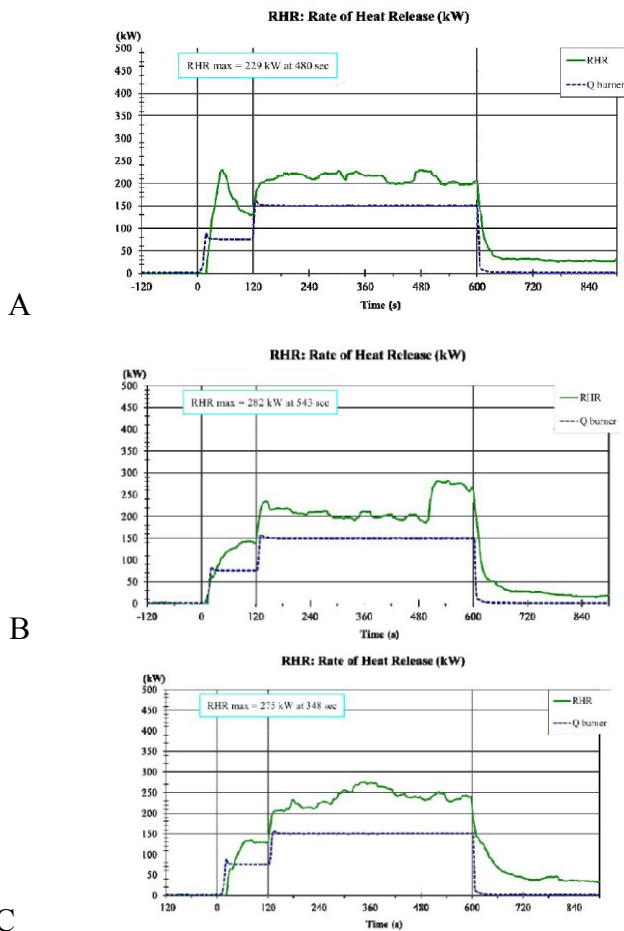 RHR: Rate of Heat Release (kW)
(kW)
500
450
400
350
300
250
200
150
100
50
0
RHR max = 229 kW at 480 sec
RHR
Q burner
-120 0 120 240 360 480 600 720 840
Time (s)
A
RHR: Rate of Heat Release (kW)
(kW)
500
450
400
350
300
250
200
150
100
50
0
RHR max = 282 kW at 543 sec
RHR
Q burner
-120 0 120 240 360 480 600 720 840
Time (s)
B
RHR: Rate of Heat Release (kW)
(kW)
500
450
400
350
300
250
200
150
100
50
0
RHR max = 275 kW at 348 sec
RHR
Q burner
120 0 120 240 360 480 600 720 840
Time (s)
C